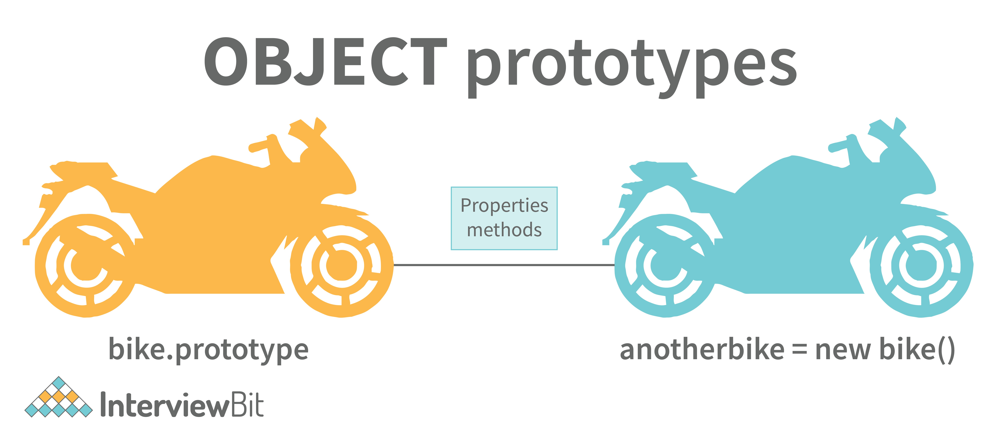 OBJECT prototypes
Properties
methods
bike.prototype
anotherbike = new bike()
InterviewBit